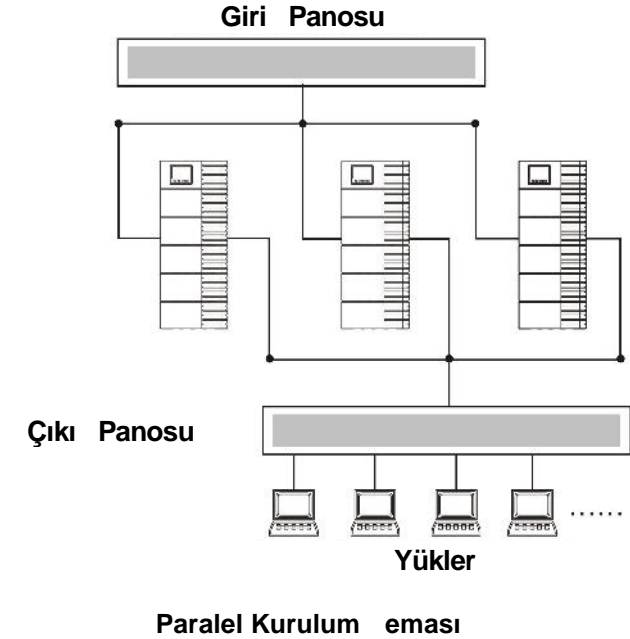 Giri Panosu
Çıkı Panosu
......
Yükler
Paralel Kurulum eması